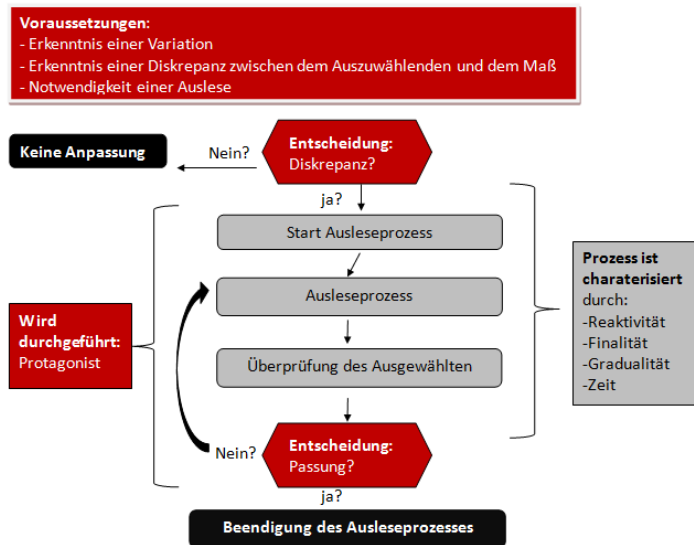 Voraussetzungen:
- Erkenntnis einer Variation
- Erkenntnis einer Diskrepanz zwischen dem Auszuwählenden und dem Maß
- Notwendigkeit einer Auslese
Entscheidung:
Diskrepanz?
Nein?
Keine Anpassung
ja?
Start Ausleseprozess
Ausleseprozess
Überprüfung des Ausgewählten
Entscheidung:
Passung?
Nein?
ja?
Beendigung des Ausleseprozesses
Wird
durchgeführt:
Protagonist
Prozess ist
charaterisiert
durch:
-Reaktivität
-Finalität
-Gradualität
-Zeit